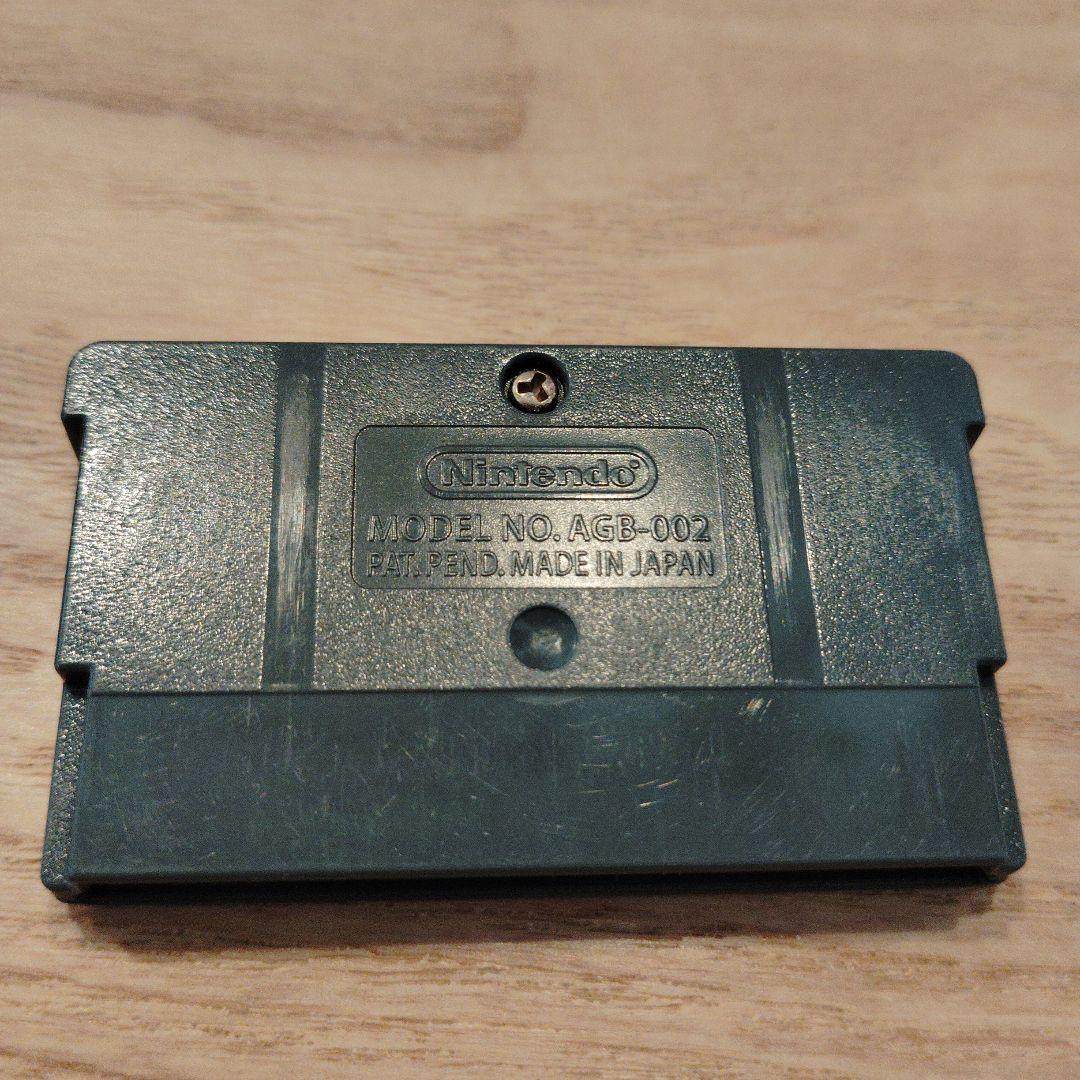 Nintendo®
MODEL NO. AGB-002
PAT. PEND. MADE IN JAPAN